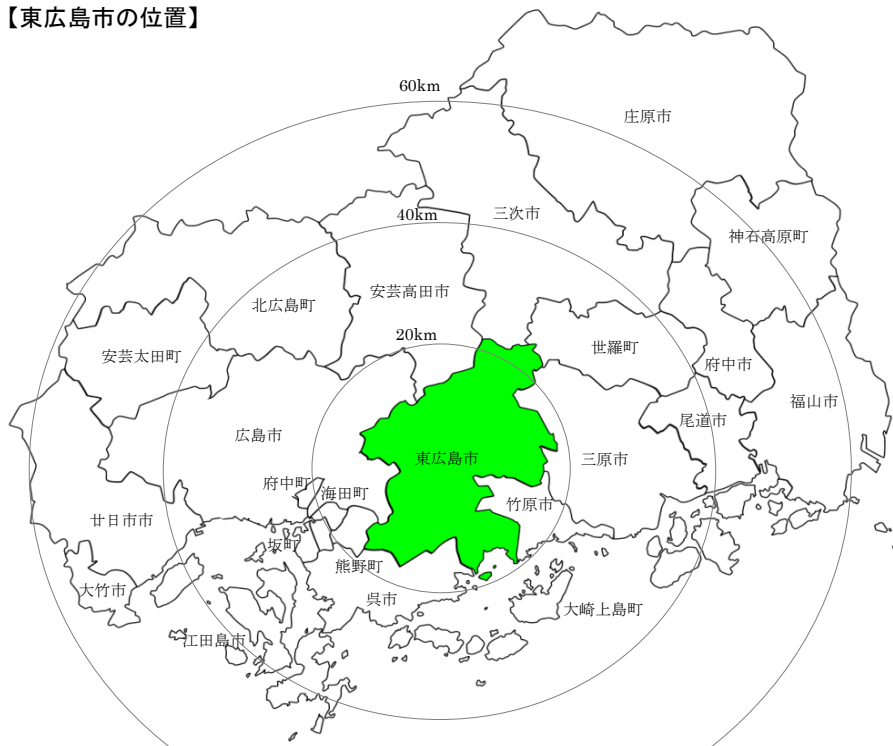 【東広島市の位置】
60km
庄原市
三次市
40km
神石高原町
安芸高田市
北広島町
20km
世羅町
安芸太田町
府中市
福山市
尾道市
広島市
東広島市
三原市
府中町
海田町
竹原市
廿日市市
坂町
熊野町
大竹市
呉市
大崎上島町
江田島市